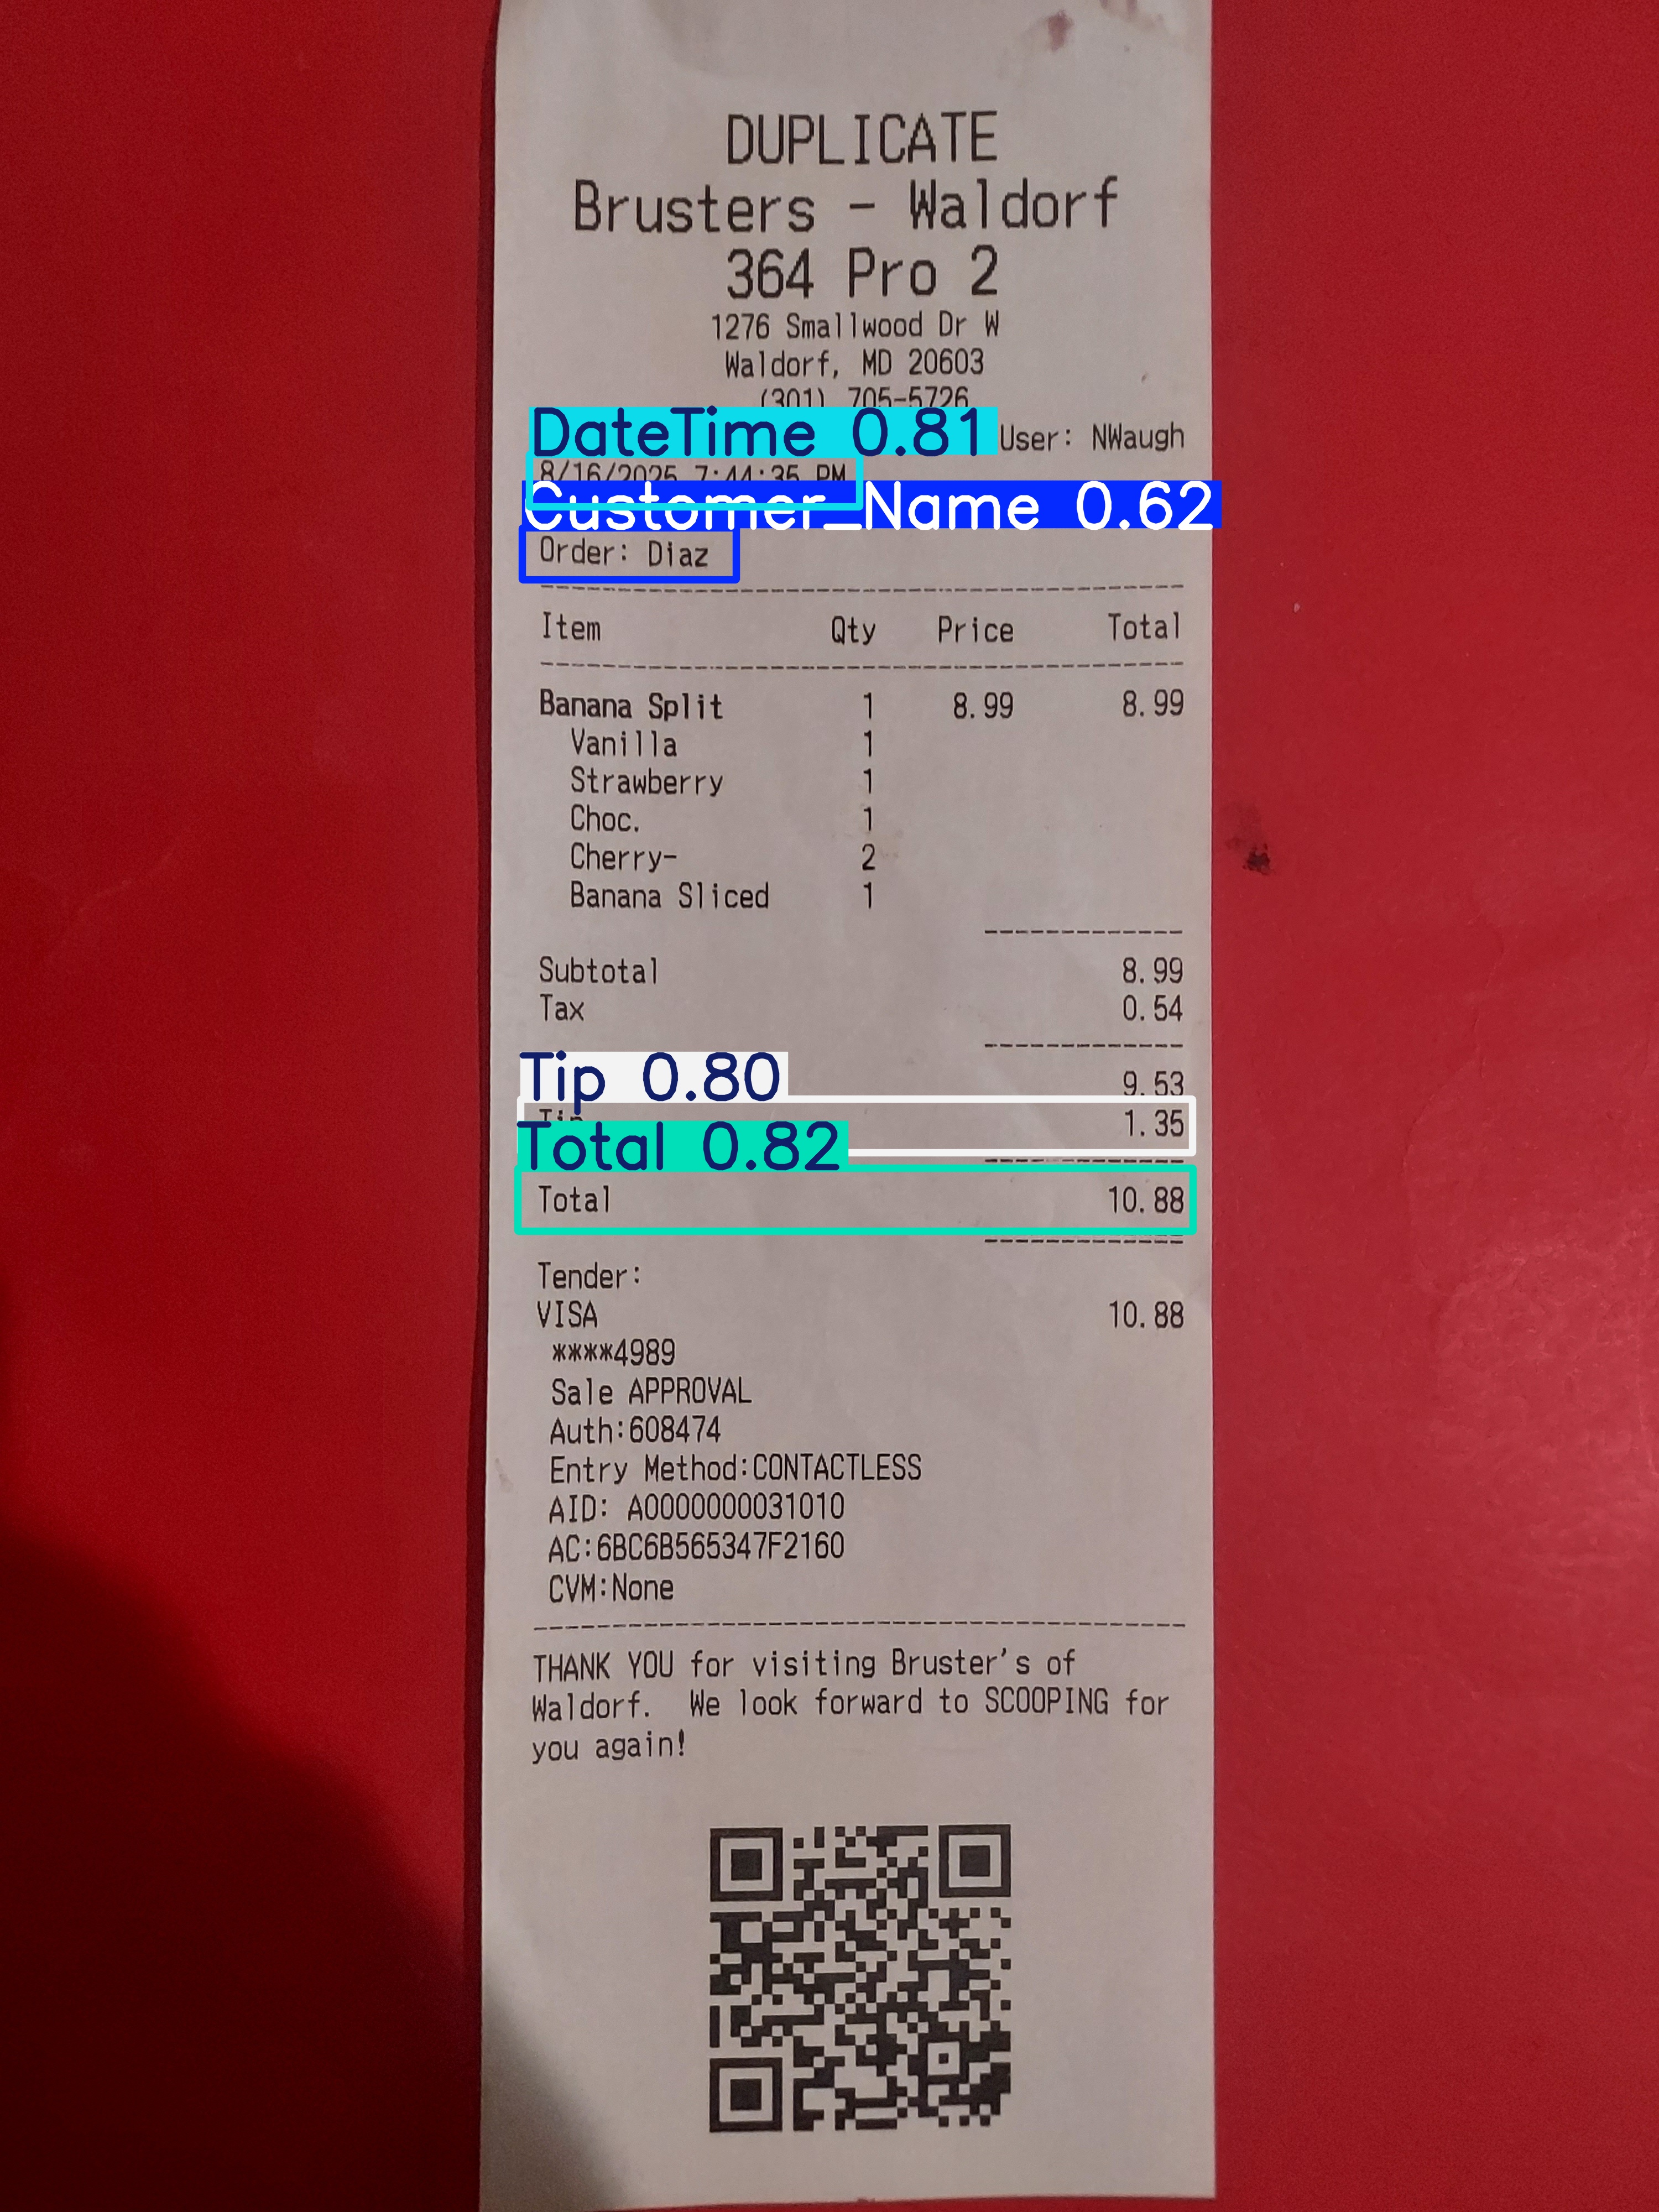 DUPLICATE
Brusters - Waldorf
364 Pro 2
1276 Smallwood Dr W
Waldorf, MD 20603
(301) 705-5726
DateTime 0.81 User: NWaugh
8/16/2025 7:44:35 PM
Customer_Name 0.62
Order: Diaz
Item Qty Price Total
Banana Split 1 8.99 8.99
Vanilla 1
Strawberry 1
Choc. 1
Cherry- 2
Banana Sliced 1
Subtotal 8.99
Tax 0.54
Tip 0.80 9.53
Tip 1.35
Total 0.82
Total 10.88
Tender:
VISA 10.88
****4989
Sale APPROVAL
Auth:608474
Entry Method:CONTACTLESS
AID: A0000000031010
AC:6BC6B565347F2160
CVM:None
THANK YOU for visiting Bruster's of
Waldorf. We look forward to SCOOPING for
you again!